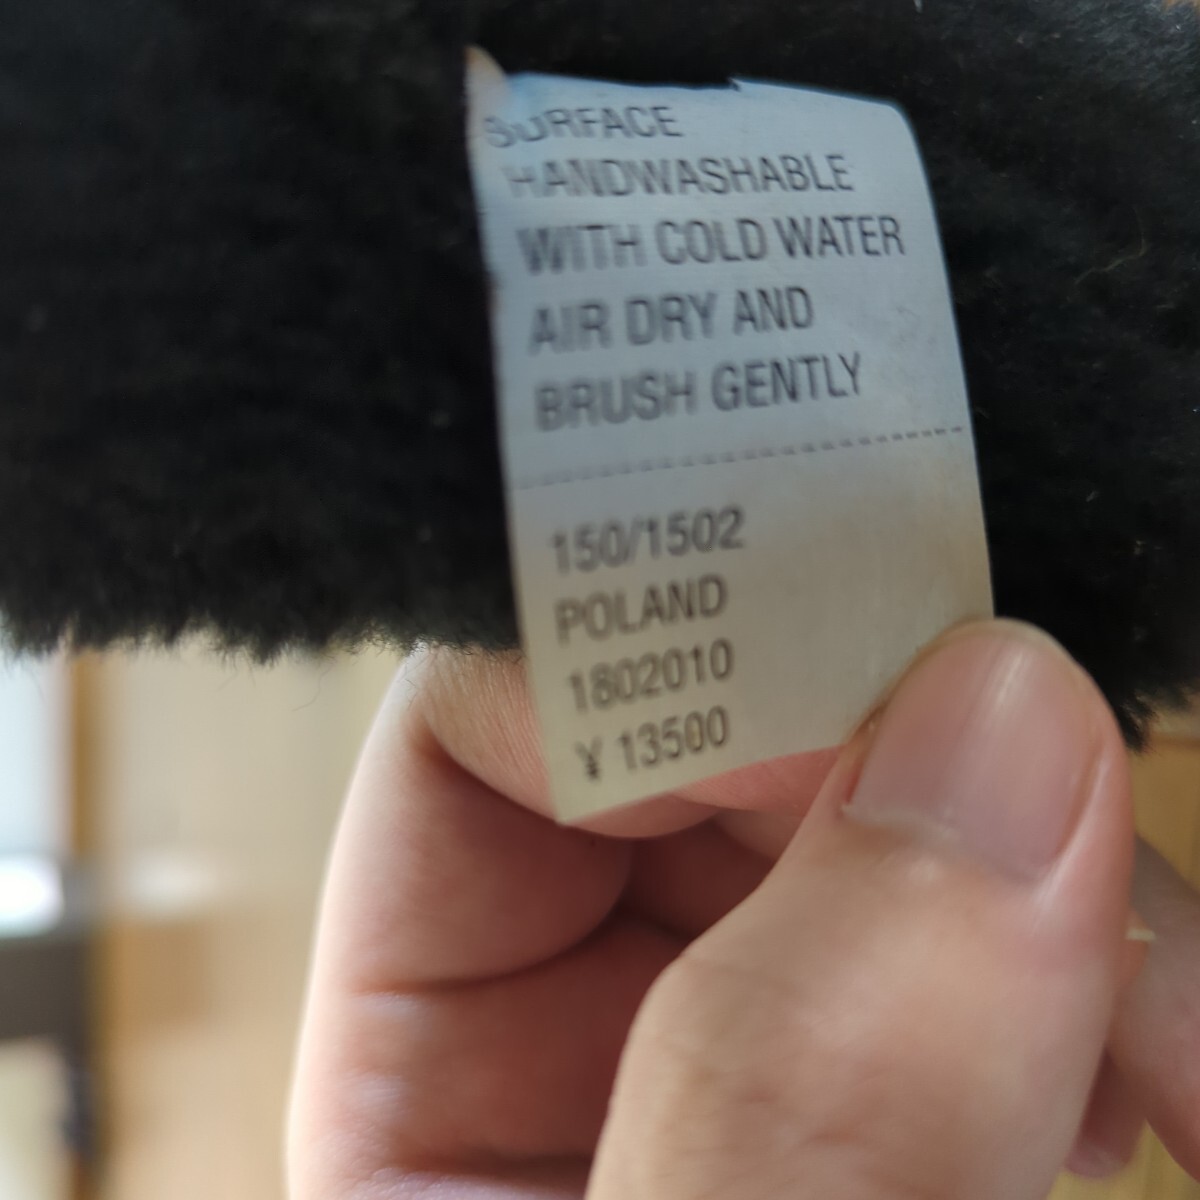 SURFACE
HANDWASHABLE
WITH COLD WATER
AIR DRY AND
BRUSH GENTLY
150/1502
POLAND
1802010
¥ 13500